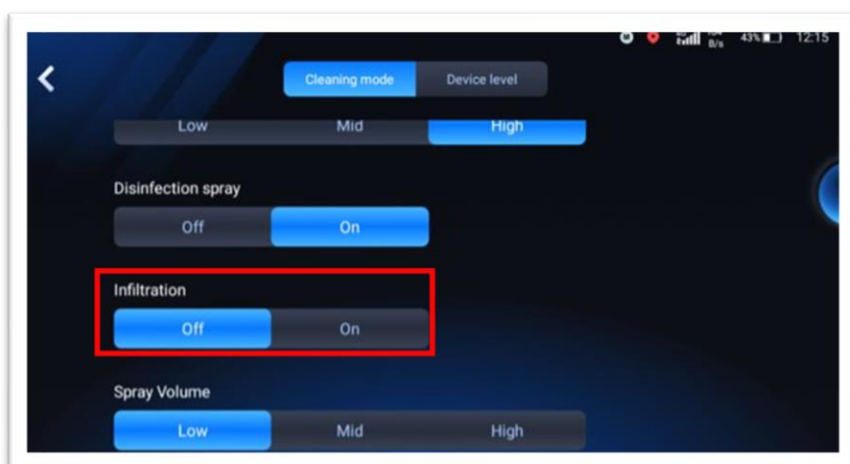 43% 12:15
Cleaning mode Device level
Low Mid High
Disinfection spray
Off On
Infiltration
Off On
Spray Volume
Low Mid High